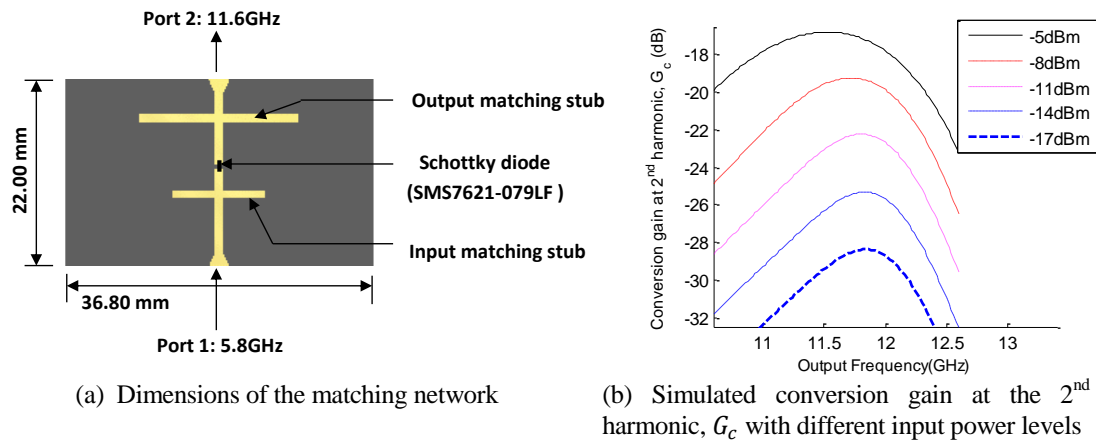 Port 2: 11.6GHz
Output matching stub
Schottky diode
(SMS7621-079LF )
Input matching stub
22.00 mm
36.80 mm
Port 1: 5.8GHz
(a) Dimensions of the matching network
Conversion gain at 2nd harmonic, G_c (dB)
-16
-18
-20
-22
-24
-26
-28
-30
-32
11
11.5
12
12.5
13
Output Frequency(GHz)
-5dBm
-8dBm
-11dBm
-14dBm
-17dBm
(b) Simulated conversion gain at the 2nd
harmonic, G_c with different input power levels